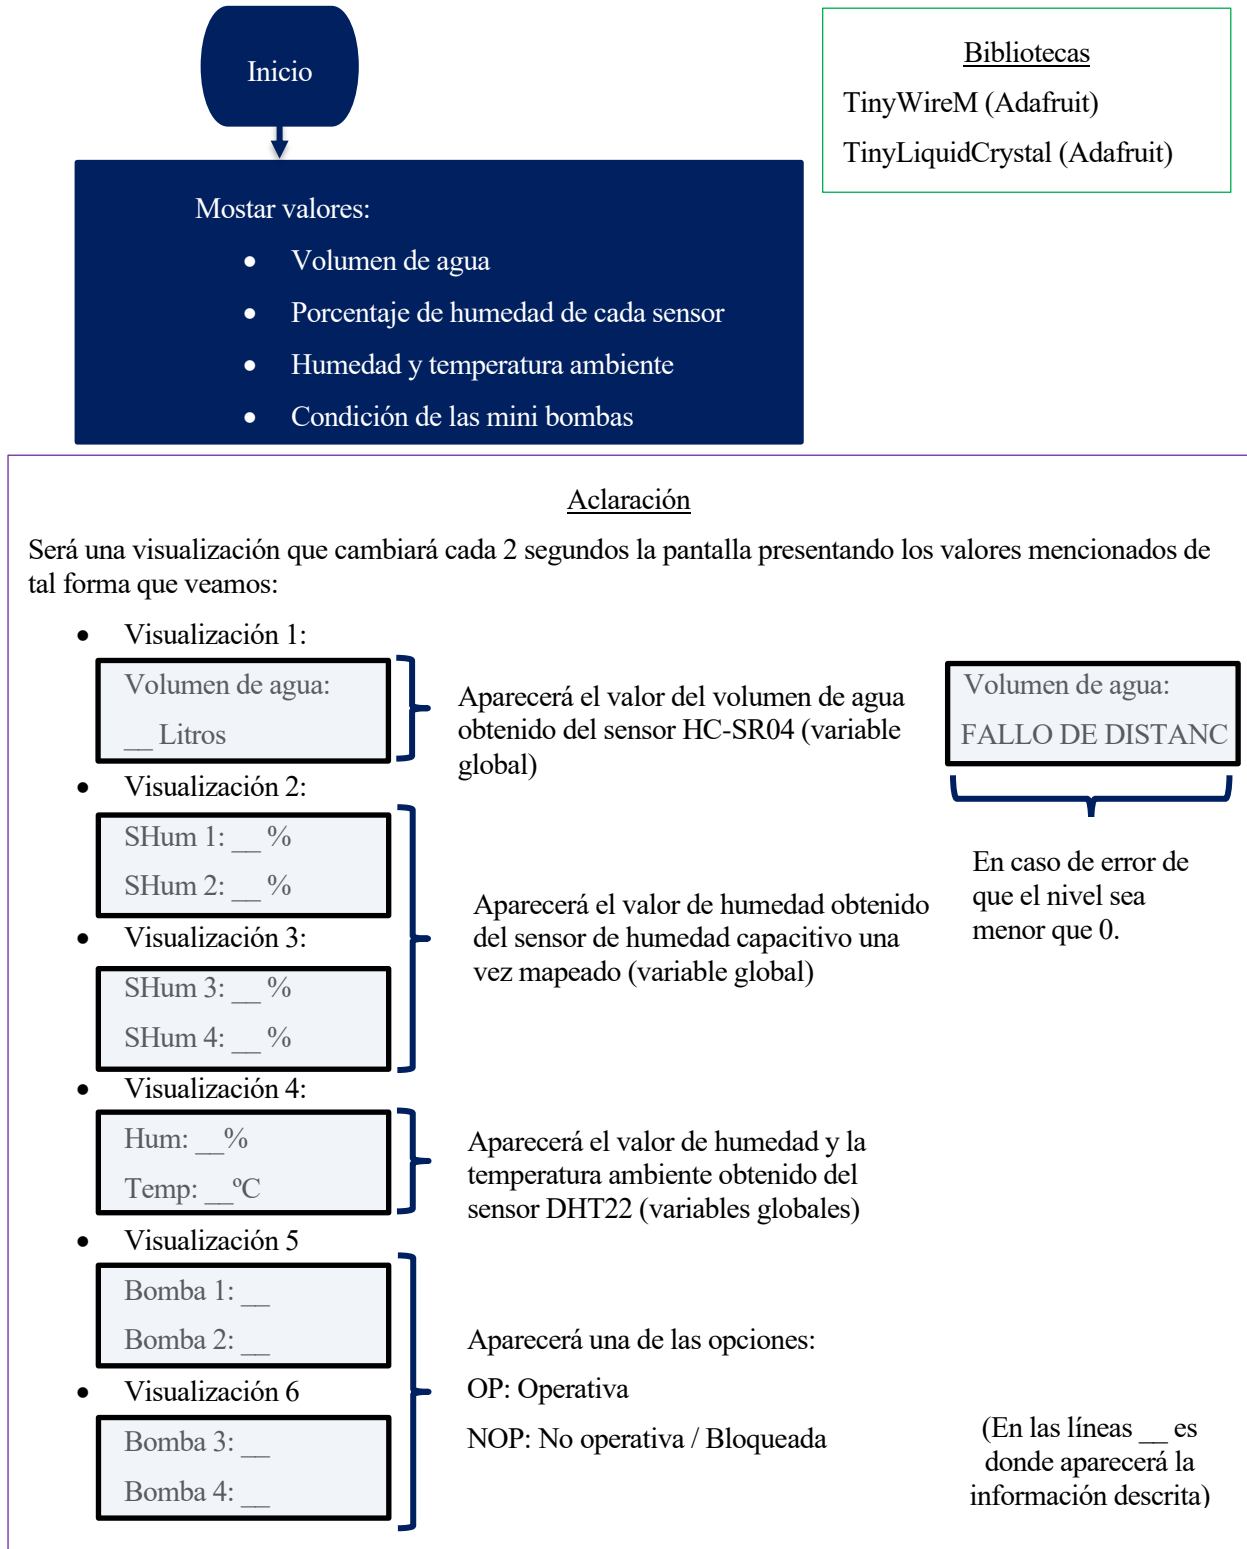 Inicio
Bibliotecas
TinyWireM (Adafruit)
TinyLiquidCrystal (Adafruit)
Mostar valores:
• Volumen de agua
• Porcentaje de humedad de cada sensor
• Humedad y temperatura ambiente
• Condición de las mini bombas
Aclaración
Será una visualización que cambiará cada 2 segundos la pantalla presentando los valores mencionados de
tal forma que veamos:
• Visualización 1:
Volumen de agua:
__ Litros
Aparecerá el valor del volumen de agua
obtenido del sensor HC-SR04 (variable
global)
Volumen de agua:
FALLO DE DISTANC
En caso de error de
que el nivel sea
menor que 0.
• Visualización 2:
SHum 1: __ %
SHum 2: __ %
• Visualización 3:
SHum 3: __ %
SHum 4: __ %
Aparecerá el valor de humedad obtenido
del sensor de humedad capacitivo una
vez mapeado (variable global)
• Visualización 4:
Hum: __%
Temp: __ºC
Aparecerá el valor de humedad y la
temperatura ambiente obtenido del
sensor DHT22 (variables globales)
• Visualización 5
Bomba 1: __
Bomba 2: __
• Visualización 6
Bomba 3: __
Bomba 4: __
Aparecerá una de las opciones:
OP: Operativa
NOP: No operativa / Bloqueada
(En las líneas __ es
donde aparecerá la
información descrita)